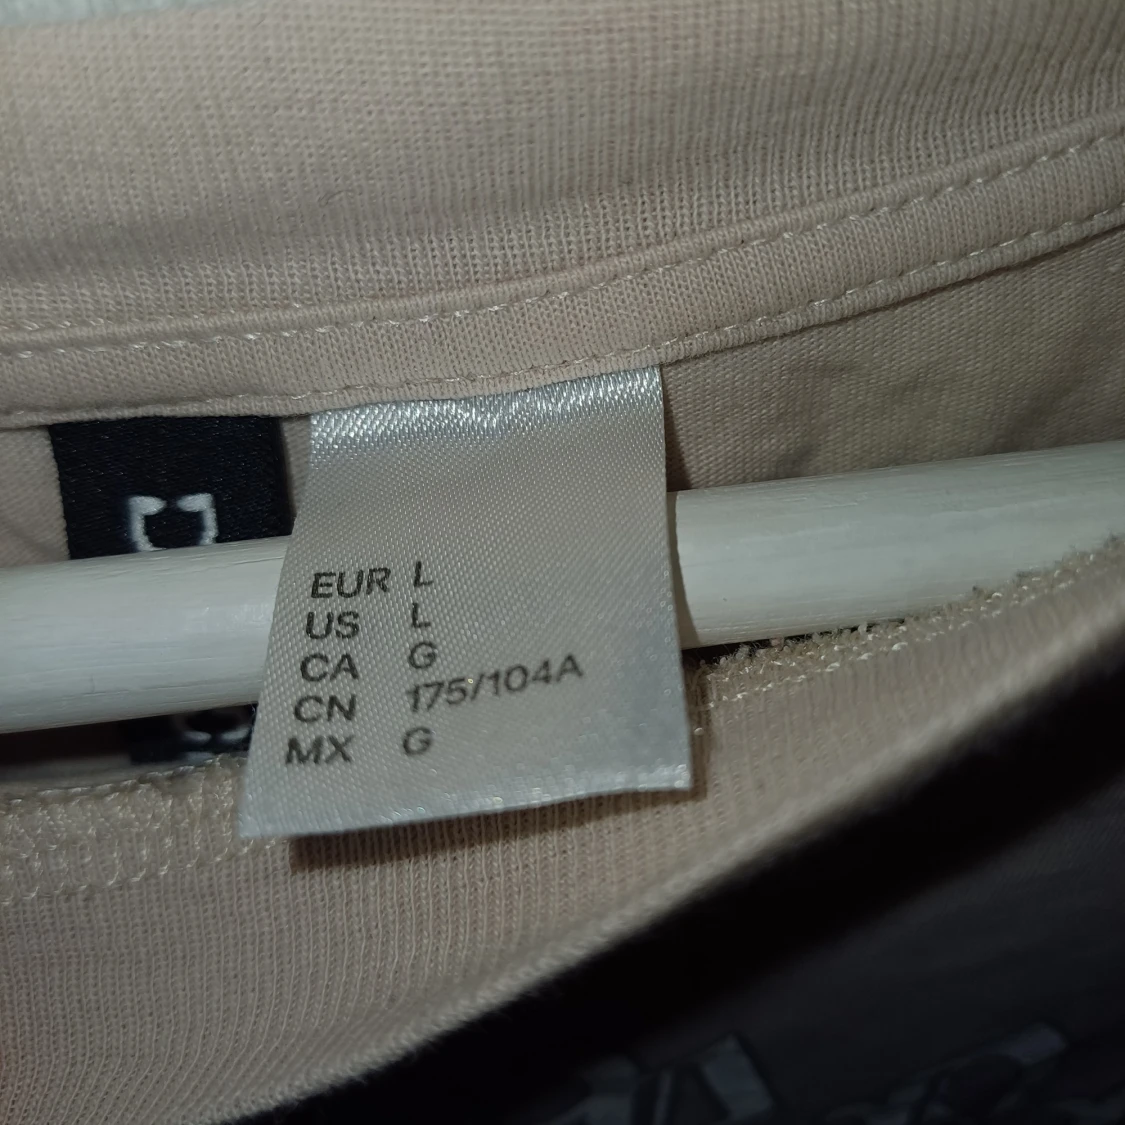 EUR L
US L
CA G
CN 175/104A
MX G